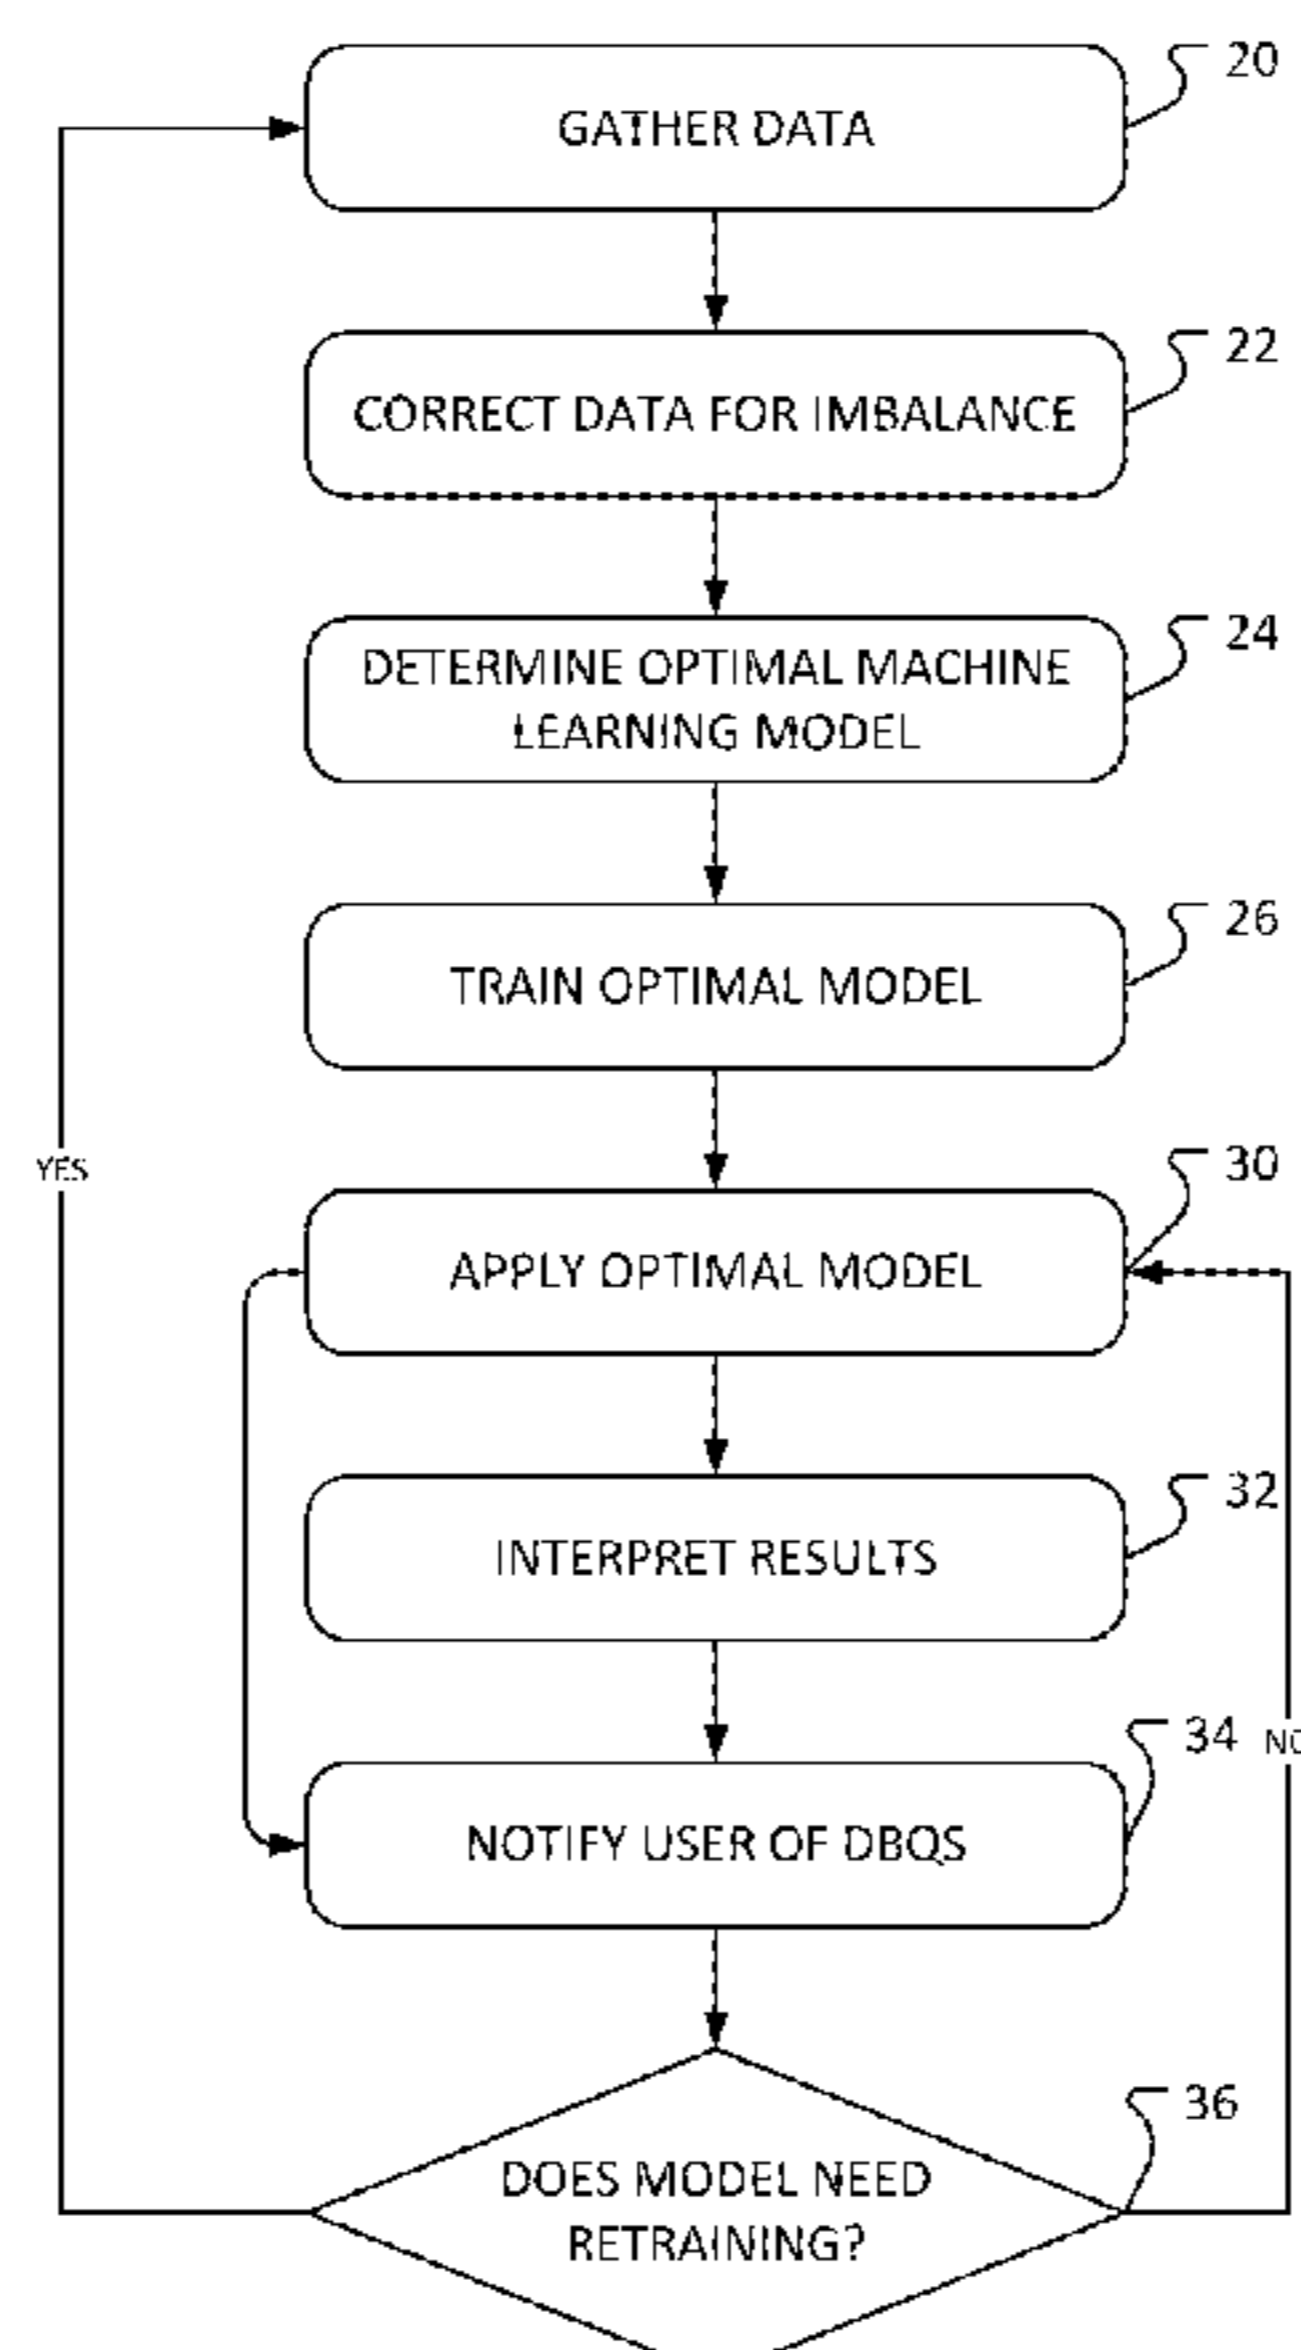 20
GATHER DATA
22
CORRECT DATA FOR IMBALANCE
24
DETERMINE OPTIMAL MACHINE
LEARNING MODEL
26
TRAIN OPTIMAL MODEL
YES
30
APPLY OPTIMAL MODEL
32
INTERPRET RESULTS
34
NO
NOTIFY USER OF DBQS
36
DOES MODEL NEED
RETRAINING?